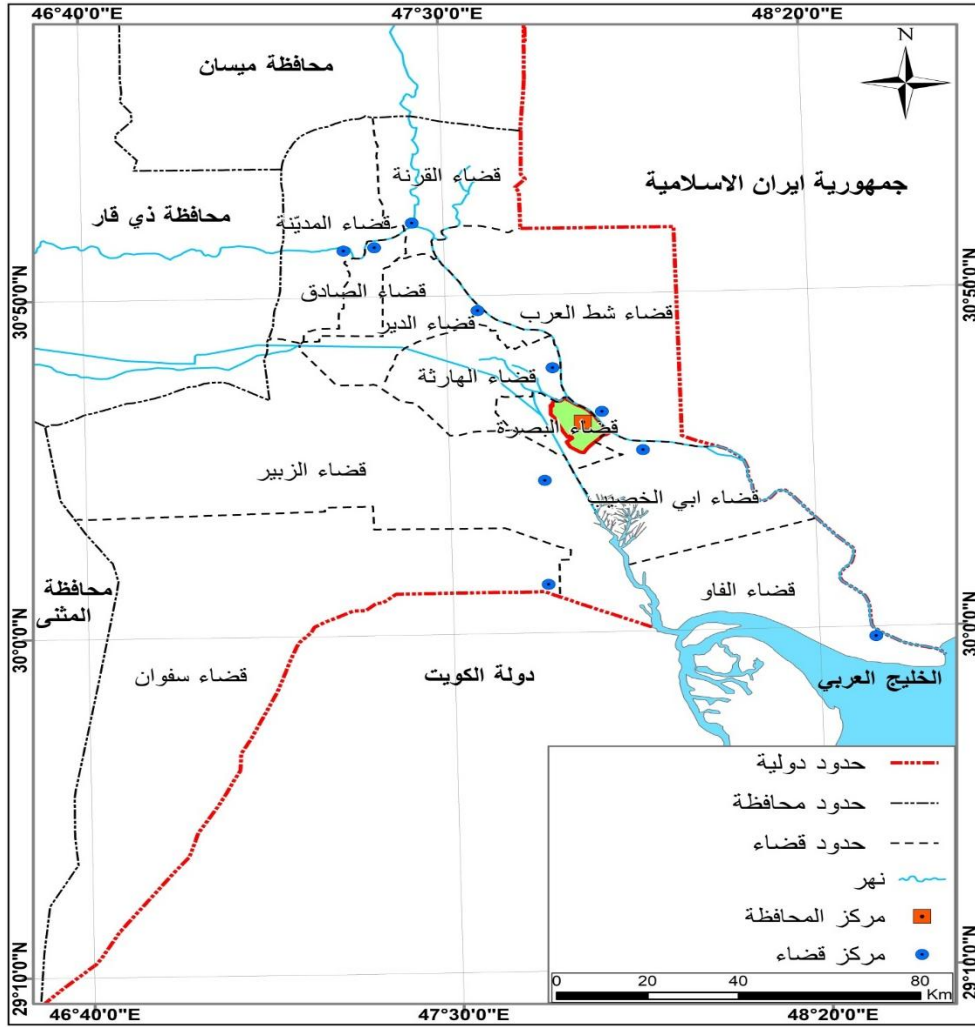 46°40'0"E
47°30'0"E
48°20'0"E
N
محافظة ميسان
قضاء القرنة
جمهورية ايران الاسلامية
محافظة ذي قار
قضاء المديّنة
30°50'0"N
30°50'0"N
قضاء الصادق
قضاء شط العرب
قضاء الدير
قضاء الهارثة
قضاء البصرة
قضاء الزبير
قضاء ابي الخصيب
محافظة
المثنى
قضاء الفاو
30°0'0"N
30°0'0"N
قضاء سفوان
دولة الكويت
الخليج العربي
حدود دولية
حدود محافظة
حدود قضاء
نهر
مركز المحافظة
مركز قضاء
0 20 40 80
Km
29°10'0"N
29°10'0"N
46°40'0"E
47°30'0"E
48°20'0"E